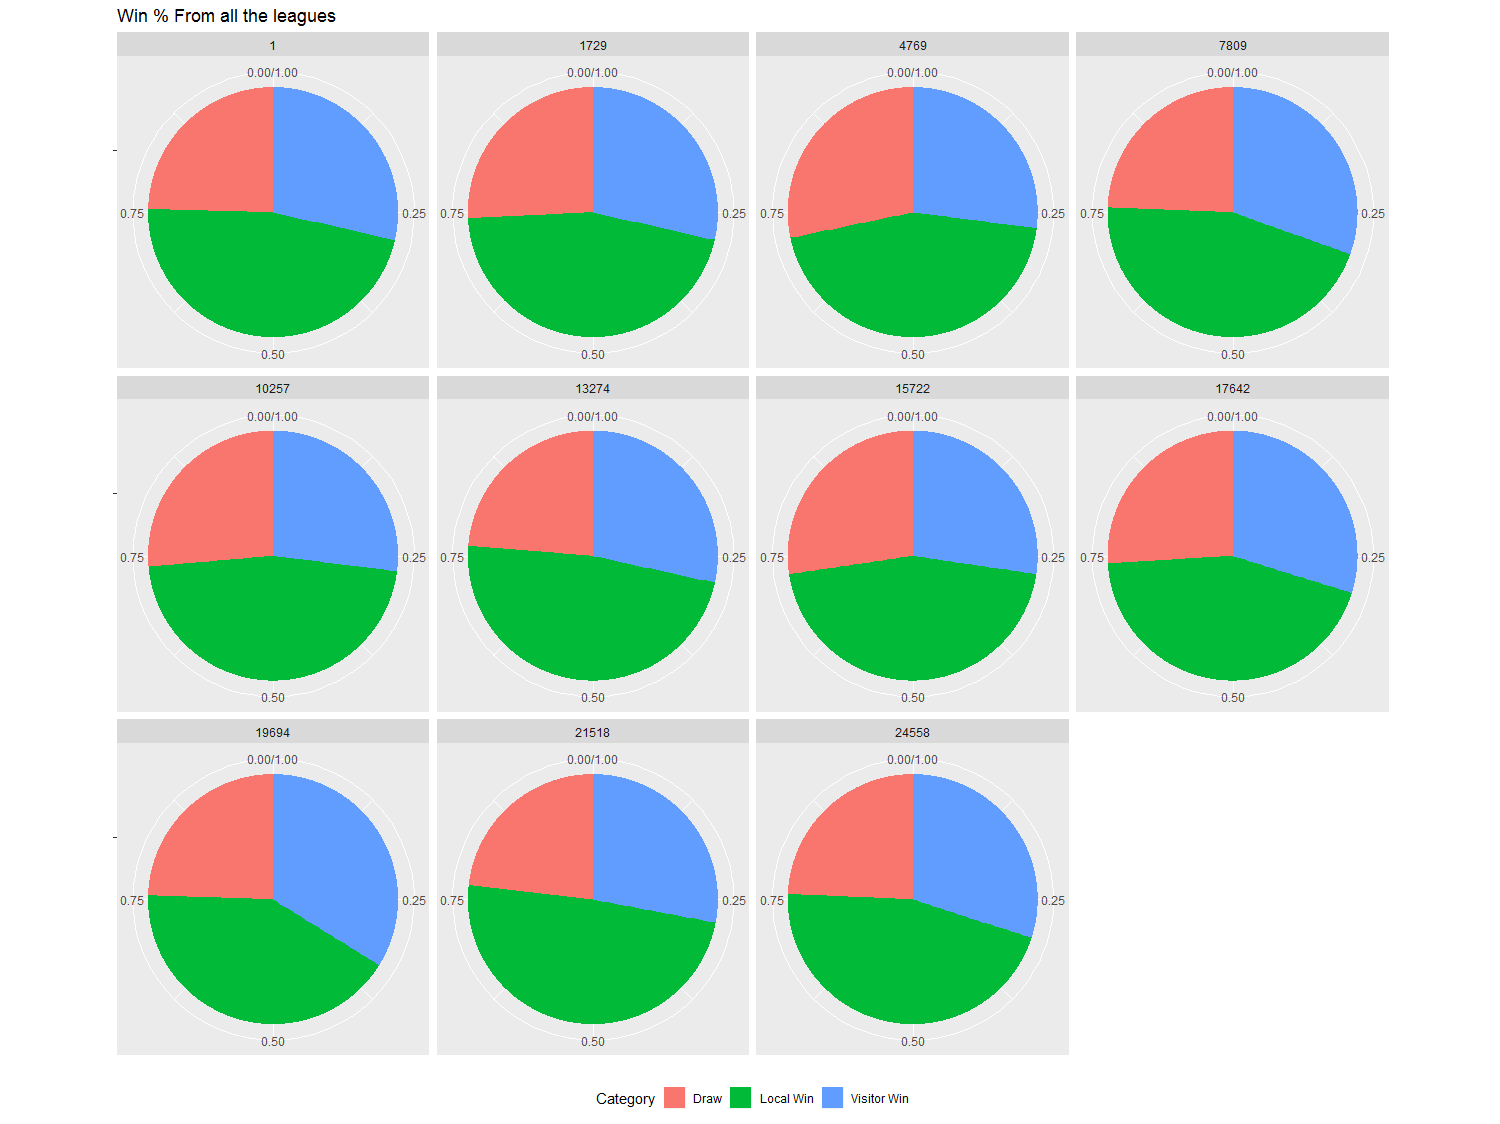 Win % From all the leagues
1 1729 4769 7809
0.00/1.00 0.00/1.00 0.00/1.00 0.00/1.00
0.75 0.25 0.75 0.25 0.75 0.25 0.75 0.25
0.50 0.50 0.50 0.50
10257 13274 15722 17642
0.00/1.00 0.00/1.00 0.00/1.00 0.00/1.00
0.75 0.25 0.75 0.25 0.75 0.25 0.75 0.25
0.50 0.50 0.50 0.50
19694 21518 24558
0.00/1.00 0.00/1.00 0.00/1.00
0.75 0.25 0.75 0.25 0.75 0.25
0.50 0.50 0.50
Category Draw Local Win Visitor Win